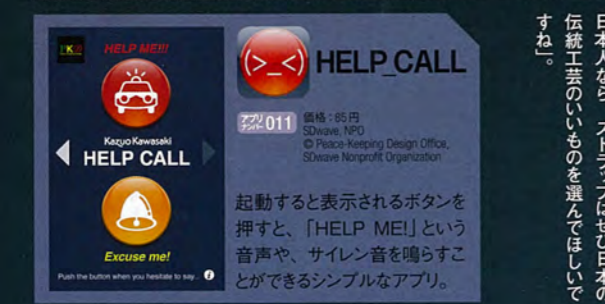 日本人なら、ストラップはぜひ日本の
伝統工芸のいいものを選んでほしいで
すね」。
PKD
HELP ME!!!
Kazuo Kawasaki
HELP CALL
Excuse me!
Push the button when you hesitate to say...
(>_<)
HELP_CALL
アプリナンバー 011
価格:85円
SDwave, NPO
© Peace-Keeping Design Office,
SDwave Nonprofit Organization
起動すると表示されるボタンを
押すと、「HELP ME!」という
音声や、サイレン音を鳴らすこ
とができるシンプルなアプリ。